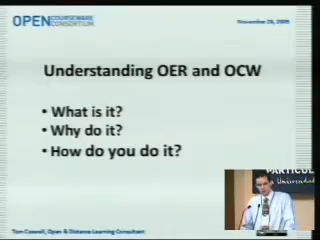 OPENCOURSEWARE
CONSORTIUM
November 26, 2009
Understanding OER and OCW
• What is it?
• Why do it?
• How do you do it?
PARTICUL
Tom Caswell, Open & Distance Learning Consultant